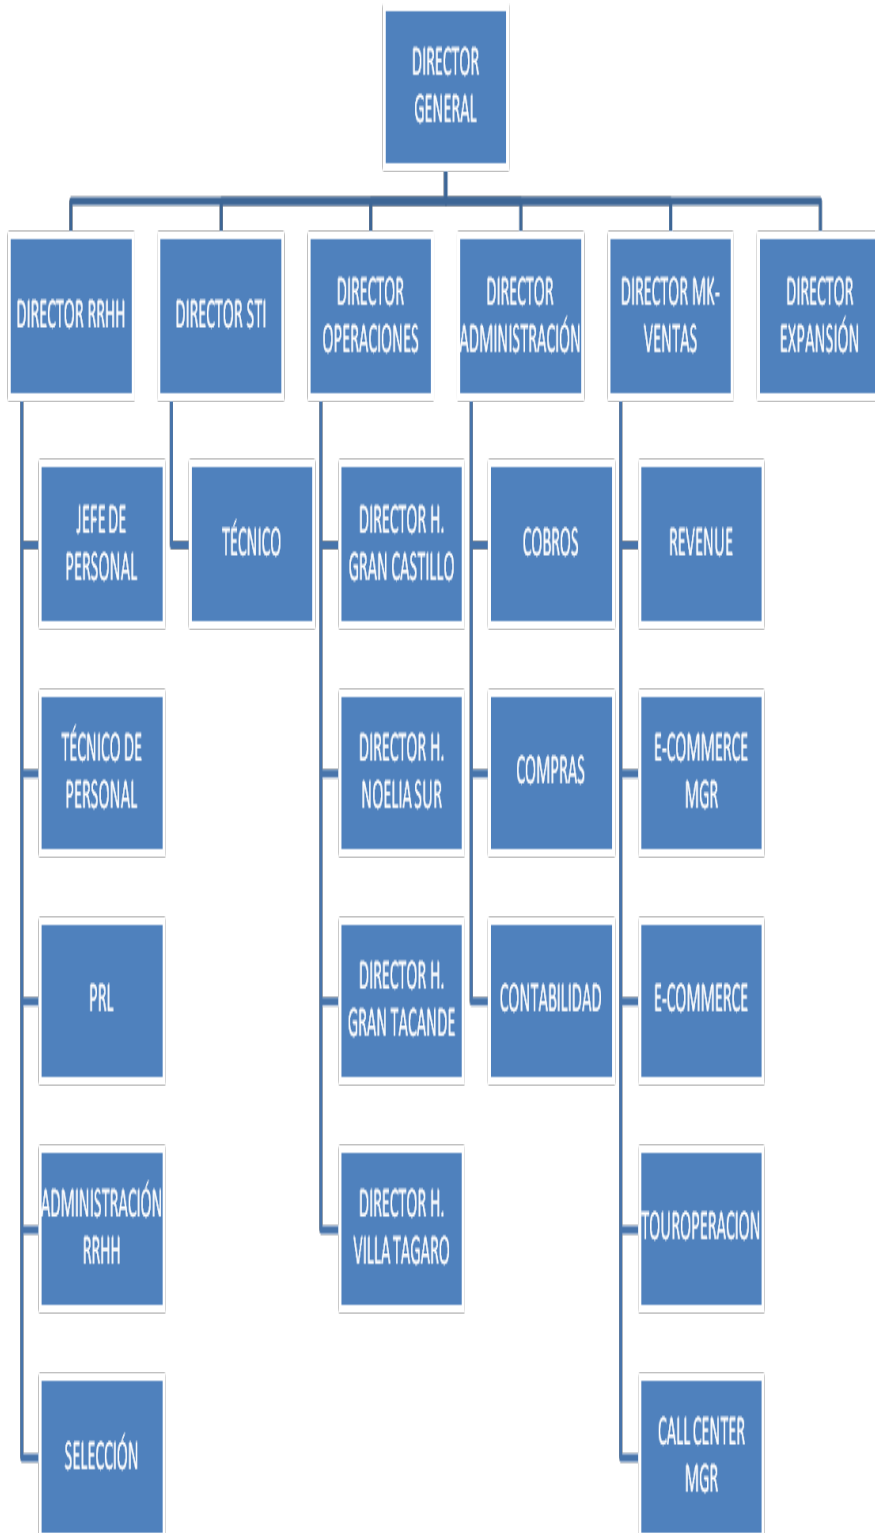 DIRECTOR
GENERAL
DIRECTOR RRHH
DIRECTOR STI
DIRECTOR
OPERACIONES
DIRECTOR
ADMINISTRACIÓN
DIRECTOR MK-
VENTAS
DIRECTOR
EXPANSIÓN
JEFE DE
PERSONAL
TÉCNICO
DIRECTOR H.
GRAN CASTILLO
COBROS
REVENUE
TÉCNICO DE
PERSONAL
DIRECTOR H.
NOELIA SUR
COMPRAS
E-COMMERCE
MGR
PRL
DIRECTOR H.
GRAN TACANDE
CONTABILIDAD
E-COMMERCE
ADMINISTRACIÓN
RRHH
DIRECTOR H.
VILLA TAGARO
TOUROPERACION
SELECCIÓN
CALL CENTER
MGR